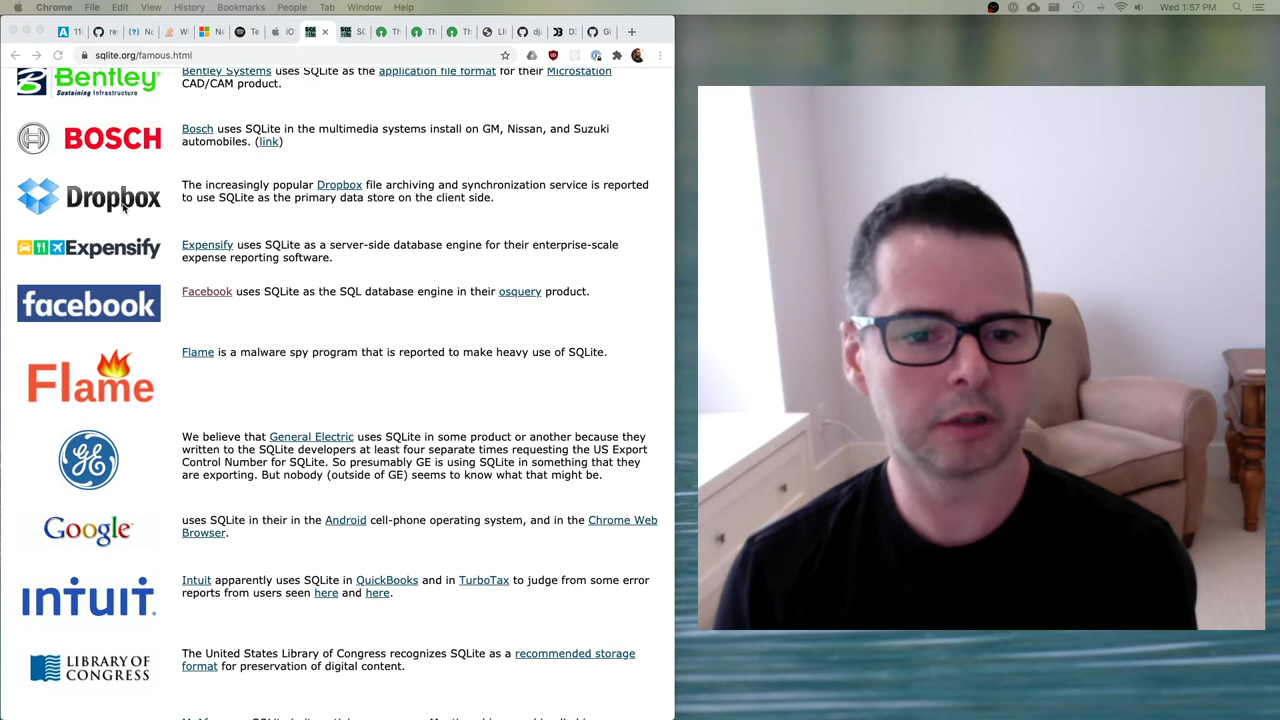 Chrome File Edit View History Bookmarks People Tab Window Help Wed 1:57 PM
sqlite.org/famous.html
Bentley
Sustaining Infrastructure
Bentley Systems uses SQLite as the application file format for their Microstation
CAD/CAM product.
BOSCH
Bosch uses SQLite in the multimedia systems install on GM, Nissan, and Suzuki
automobiles. (link)
Dropbox
The increasingly popular Dropbox file archiving and synchronization service is reported
to use SQLite as the primary data store on the client side.
Expensify
Expensify uses SQLite as a server-side database engine for their enterprise-scale
expense reporting software.
facebook
Facebook uses SQLite as the SQL database engine in their osquery product.
Flame
Flame is a malware spy program that is reported to make heavy use of SQLite.
GE
We believe that General Electric uses SQLite in some product or another because they
written to the SQLite developers at least four separate times requesting the US Export
Control Number for SQLite. So presumably GE is using SQLite in something that they
are exporting. But nobody (outside of GE) seems to know what that might be.
Google
uses SQLite in their in the Android cell-phone operating system, and in the Chrome Web
Browser.
intuit
Intuit apparently uses SQLite in QuickBooks and in TurboTax to judge from some error
reports from users seen here and here.
LIBRARY OF
CONGRESS
The United States Library of Congress recognizes SQLite as a recommended storage
format for preservation of digital content.